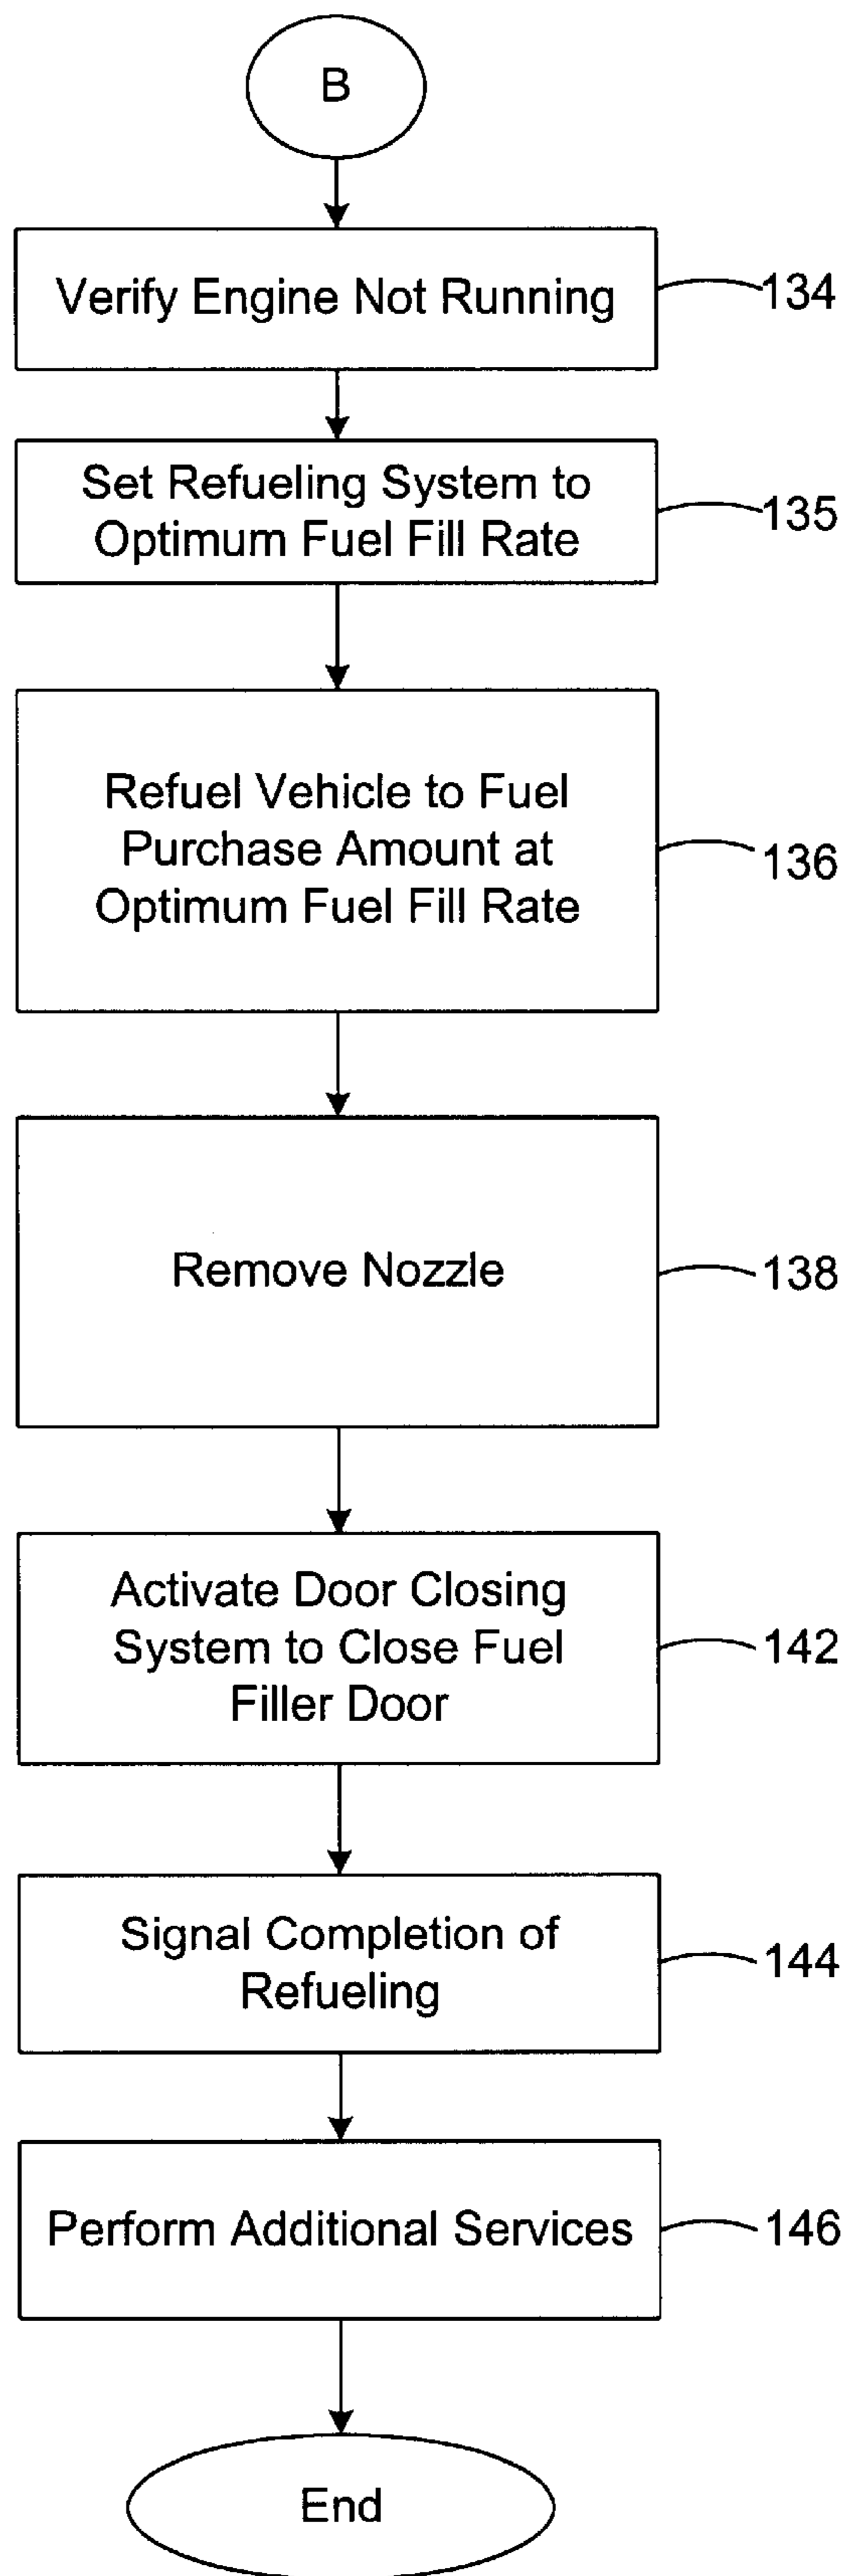 B
Verify Engine Not Running
134
Set Refueling System to
Optimum Fuel Fill Rate
135
Refuel Vehicle to Fuel
Purchase Amount at
Optimum Fuel Fill Rate
136
Remove Nozzle
138
Activate Door Closing
System to Close Fuel
Filler Door
142
Signal Completion of
Refueling
144
Perform Additional Services
146
End